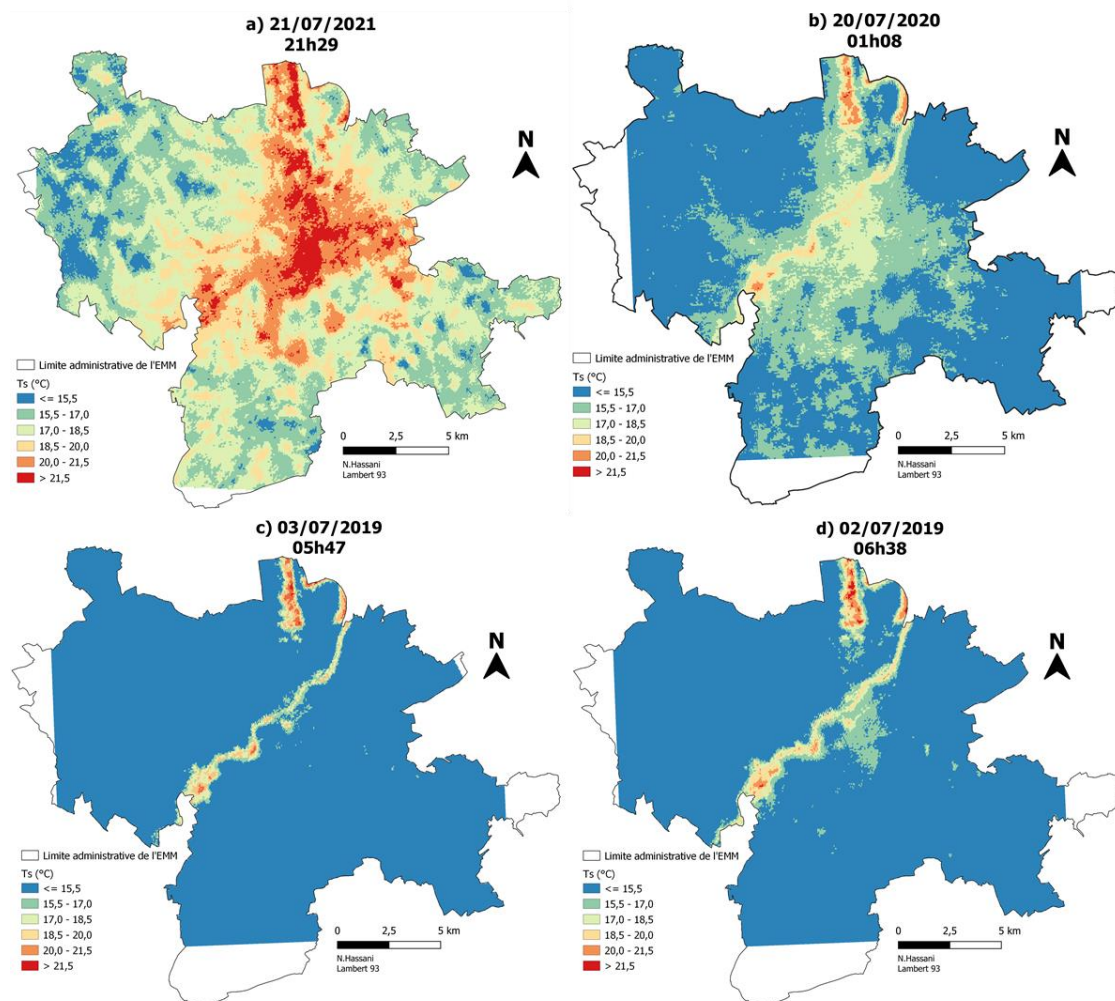 a) 21/07/2021
21h29
N
Limite administrative de l'EMM
Ts (°C)
<= 15,5
15,5 - 17,0
17,0 - 18,5
18,5 - 20,0
20,0 - 21,5
> 21,5
0 2,5 5 km
N.Hassani
Lambert 93
b) 20/07/2020
01h08
N
Limite administrative de l'EMM
Ts (°C)
<= 15,5
15,5 - 17,0
17,0 - 18,5
18,5 - 20,0
20,0 - 21,5
> 21,5
0 2,5 5 km
N.Hassani
Lambert 93
c) 03/07/2019
05h47
N
Limite administrative de l'EMM
Ts (°C)
<= 15,5
15,5 - 17,0
17,0 - 18,5
18,5 - 20,0
20,0 - 21,5
> 21,5
0 2,5 5 km
N.Hassani
Lambert 93
d) 02/07/2019
06h38
N
Limite administrative de l'EMM
Ts (°C)
<= 15,5
15,5 - 17,0
17,0 - 18,5
18,5 - 20,0
20,0 - 21,5
> 21,5
0 2,5 5 km
N.Hassani
Lambert 93